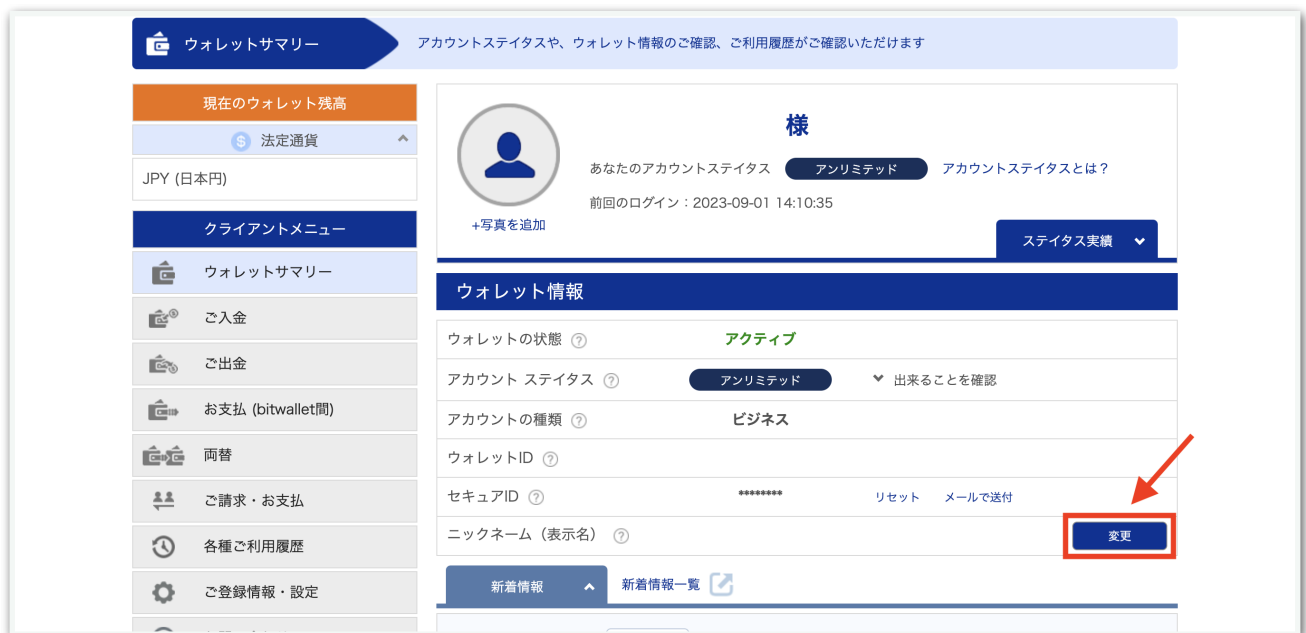 ウォレットサマリー
アカウントステイタスや、ウォレット情報のご確認、ご利用履歴がご確認いただけます
現在のウォレット残高
$ 法定通貨
JPY (日本円)
クライアントメニュー
ウォレットサマリー
ご入金
ご出金
お支払 (bitwallet間)
両替
ご請求・お支払
各種ご利用履歴
ご登録情報・設定
様
あなたのアカウントステイタス アンリミテッド アカウントステイタスとは？
前回のログイン：2023-09-01 14:10:35
+写真を追加
ステイタス実績
ウォレット情報
ウォレットの状態 ? アクティブ
アカウント ステイタス ? アンリミテッド 出来ることを確認
アカウントの種類 ? ビジネス
ウォレットID ?
セキュアID ? ******** リセット メールで送付
ニックネーム（表示名） ? 変更
新着情報 新着情報一覧